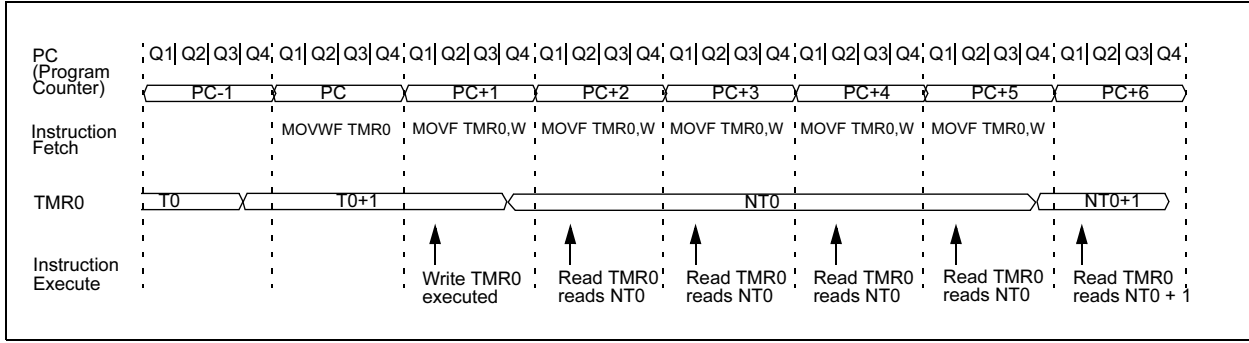 PC
(Program
Counter)
Q1 Q2 Q3 Q4 Q1 Q2 Q3 Q4 Q1 Q2 Q3 Q4 Q1 Q2 Q3 Q4 Q1 Q2 Q3 Q4 Q1 Q2 Q3 Q4 Q1 Q2 Q3 Q4 Q1 Q2 Q3 Q4
PC-1 PC PC+1 PC+2 PC+3 PC+4 PC+5 PC+6
Instruction
Fetch
MOVWF TMR0 MOVF TMR0,W MOVF TMR0,W MOVF TMR0,W MOVF TMR0,W MOVF TMR0,W
TMR0
T0 T0+1 NT0 NT0+1
Instruction
Execute
Write TMR0
executed
Read TMR0
reads NT0
Read TMR0
reads NT0
Read TMR0
reads NT0
Read TMR0
reads NT0
Read TMR0
reads NT0 + 1